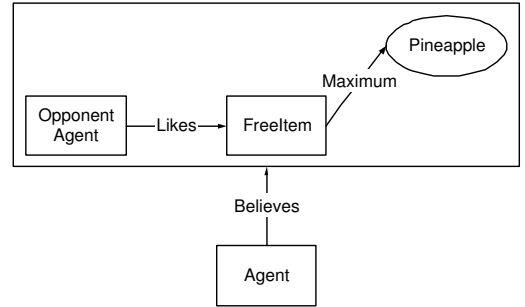 Pineapple
Maximum
Opponent
Agent
Likes
FreeItem
Believes
Agent